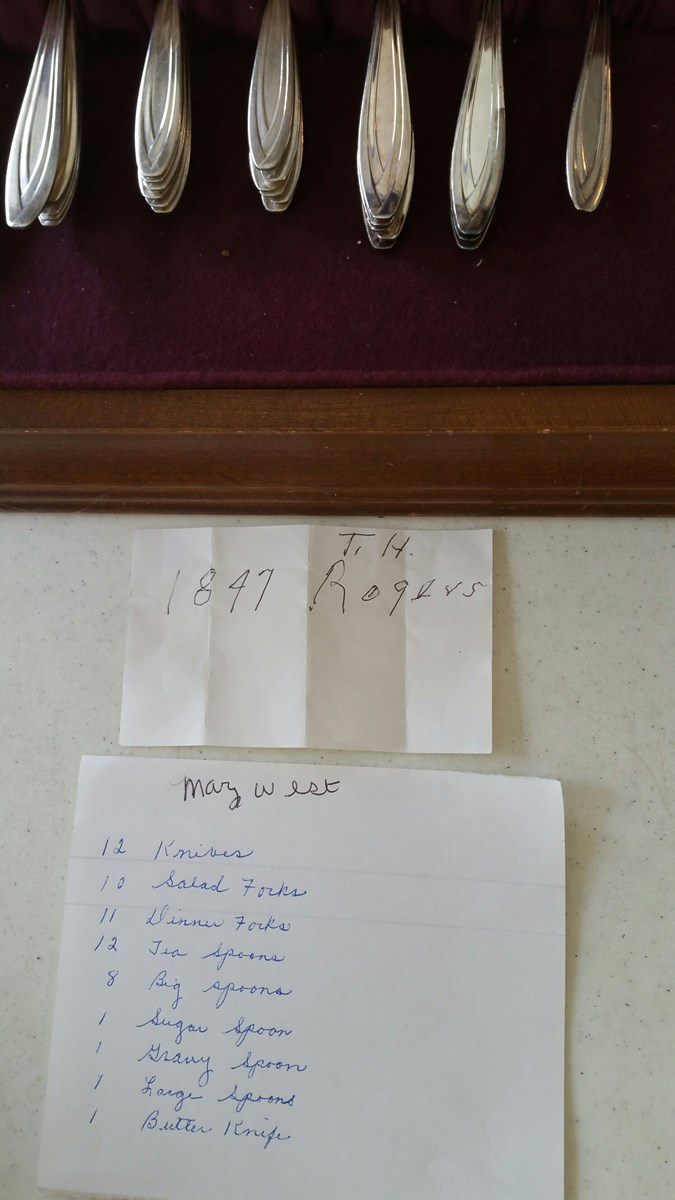 T. H.
1847 Rogers
May west
12 Knives
10 Salad Forks
11 Dinner Forks
12 Tea Spoons
8 Big spoons
1 Sugar Spoon
1 Gravy Spoon
1 Large Spoons
1 Butter Knife